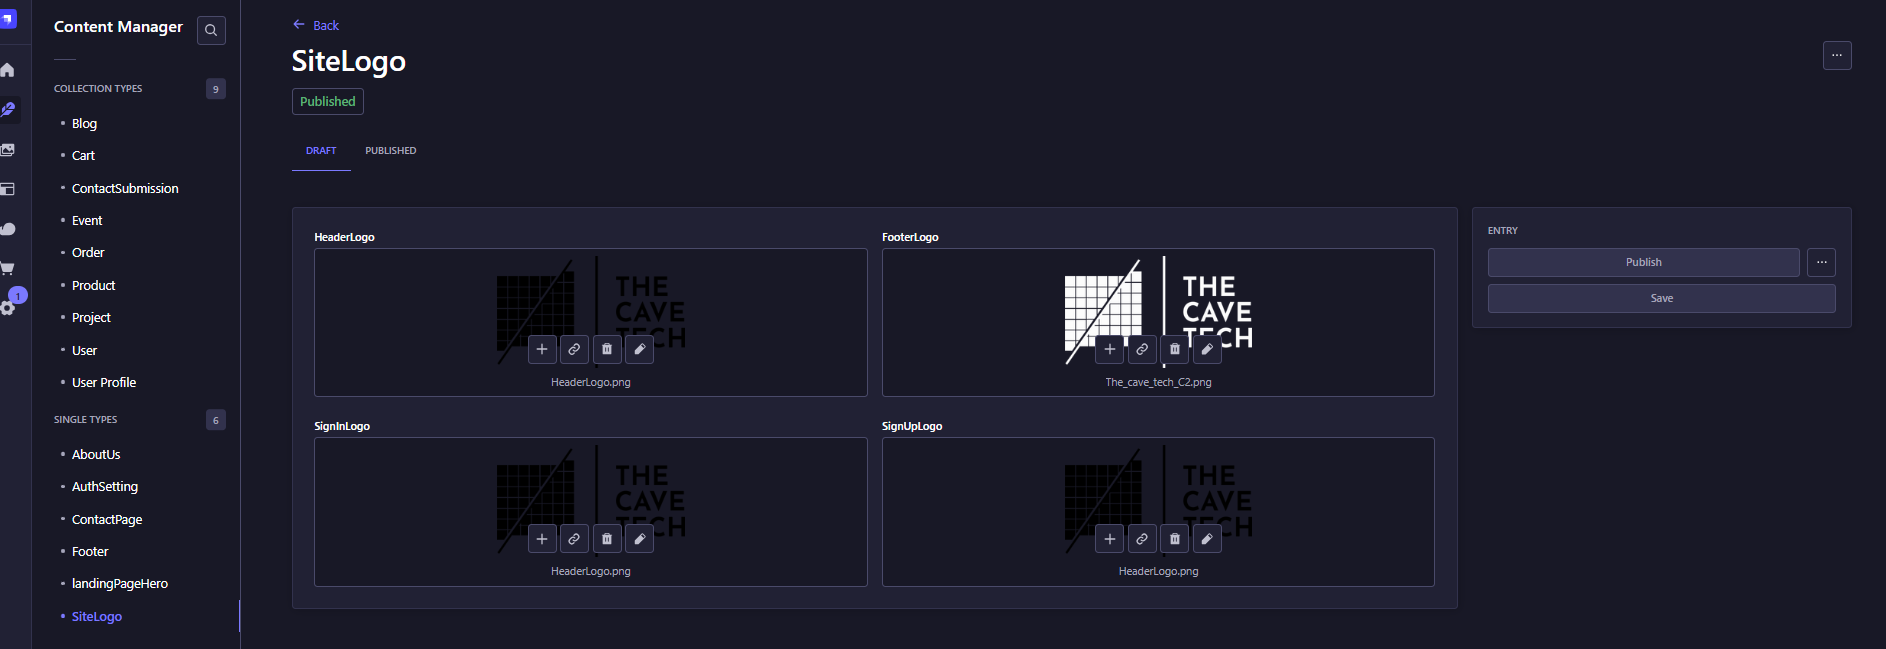 Content Manager
COLLECTION TYPES
9
Blog
Cart
ContactSubmission
Event
Order
Product
Project
User
User Profile
SINGLE TYPES
6
AboutUs
AuthSetting
ContactPage
Footer
landingPageHero
SiteLogo
1
Back
SiteLogo
Published
DRAFT
PUBLISHED
HeaderLogo
THE
CAVE
TECH
HeaderLogo.png
FooterLogo
THE
CAVE
TECH
The_cave_tech_C2.png
SignInLogo
THE
CAVE
TECH
HeaderLogo.png
SignUpLogo
THE
CAVE
TECH
HeaderLogo.png
ENTRY
Publish
Save